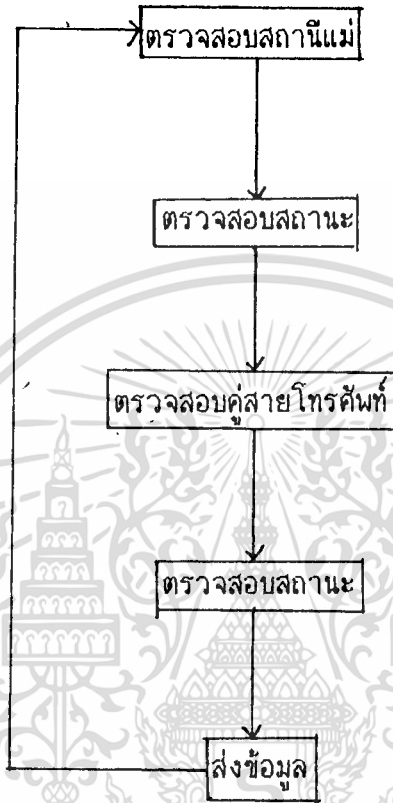 ตรวจสอบสถานีแม่
ตรวจสอบสถานะ
ตรวจสอบคู่สายโทรศัพท์
ตรวจสอบสถานะ
ส่งข้อมูล